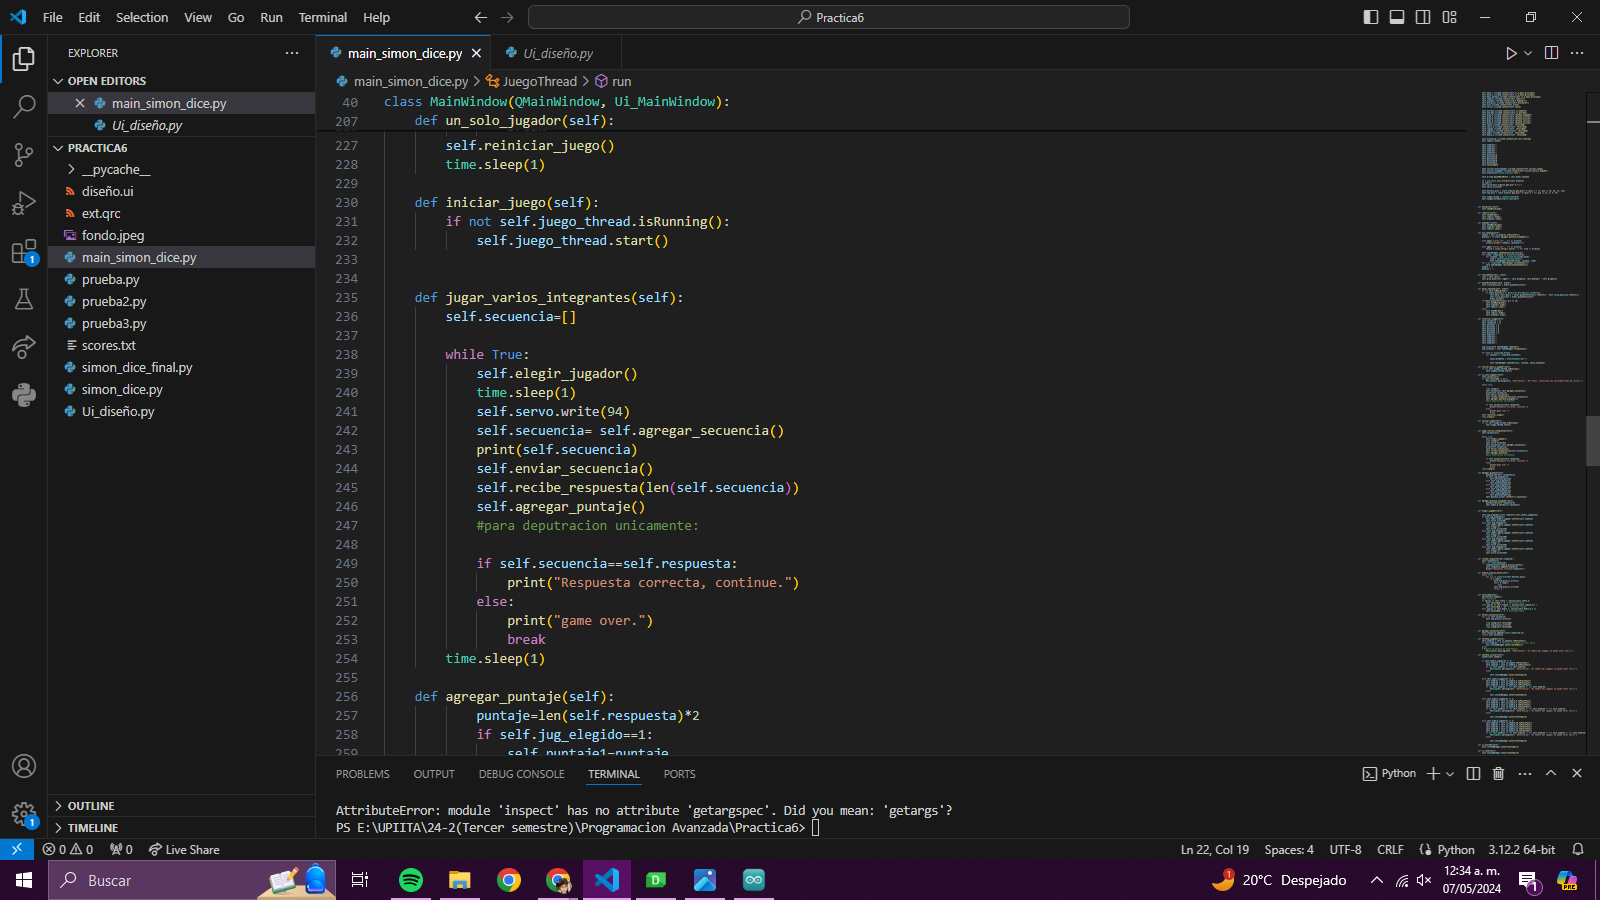 File Edit Selection View Go Run Terminal Help
Practica6
EXPLORER
OPEN EDITORS
main_simon_dice.py
Ui_diseño.py
PRACTICA6
__pycache__
diseño.ui
ext.qrc
fondo.jpeg
main_simon_dice.py
prueba.py
prueba2.py
prueba3.py
scores.txt
simon_dice_final.py
simon_dice.py
Ui_diseño.py
OUTLINE
TIMELINE
1
1
main_simon_dice.py Ui_diseño.py
main_simon_dice.py > JuegoThread > run
40 class MainWindow(QMainWindow, Ui_MainWindow):
207 def un_solo_jugador(self):
227 self.reiniciar_juego()
228 time.sleep(1)
229
230 def iniciar_juego(self):
231 if not self.juego_thread.isRunning():
232 self.juego_thread.start()
233
234
235 def jugar_varios_integrantes(self):
236 self.secuencia=[]
237
238 while True:
239 self.elegir_jugador()
240 time.sleep(1)
241 self.servo.write(94)
242 self.secuencia= self.agregar_secuencia()
243 print(self.secuencia)
244 self.enviar_secuencia()
245 self.recibe_respuesta(len(self.secuencia))
246 self.agregar_puntaje()
247 #para deputracion unicamente:
248
249 if self.secuencia==self.respuesta:
250 print("Respuesta correcta, continue.")
251 else:
252 print("game over.")
253 break
254 time.sleep(1)
255
256 def agregar_puntaje(self):
257 puntaje=len(self.respuesta)*2
258 if self.jug_elegido==1:
259 self.puntaje1=puntaje
PROBLEMS OUTPUT DEBUG CONSOLE TERMINAL PORTS
Python
AttributeError: module 'inspect' has no attribute 'getargspec'. Did you mean: 'getargs'?
PS E:\UPIITA\24-2(Tercer semestre)\Programacion Avanzada\Practica6>
0 0 0 Live Share
Ln 22, Col 19 Spaces: 4 UTF-8 CRLF Python 3.12.2 64-bit
Buscar
1
20°C Despejado
12:34 a. m.
07/05/2024
1
PRE